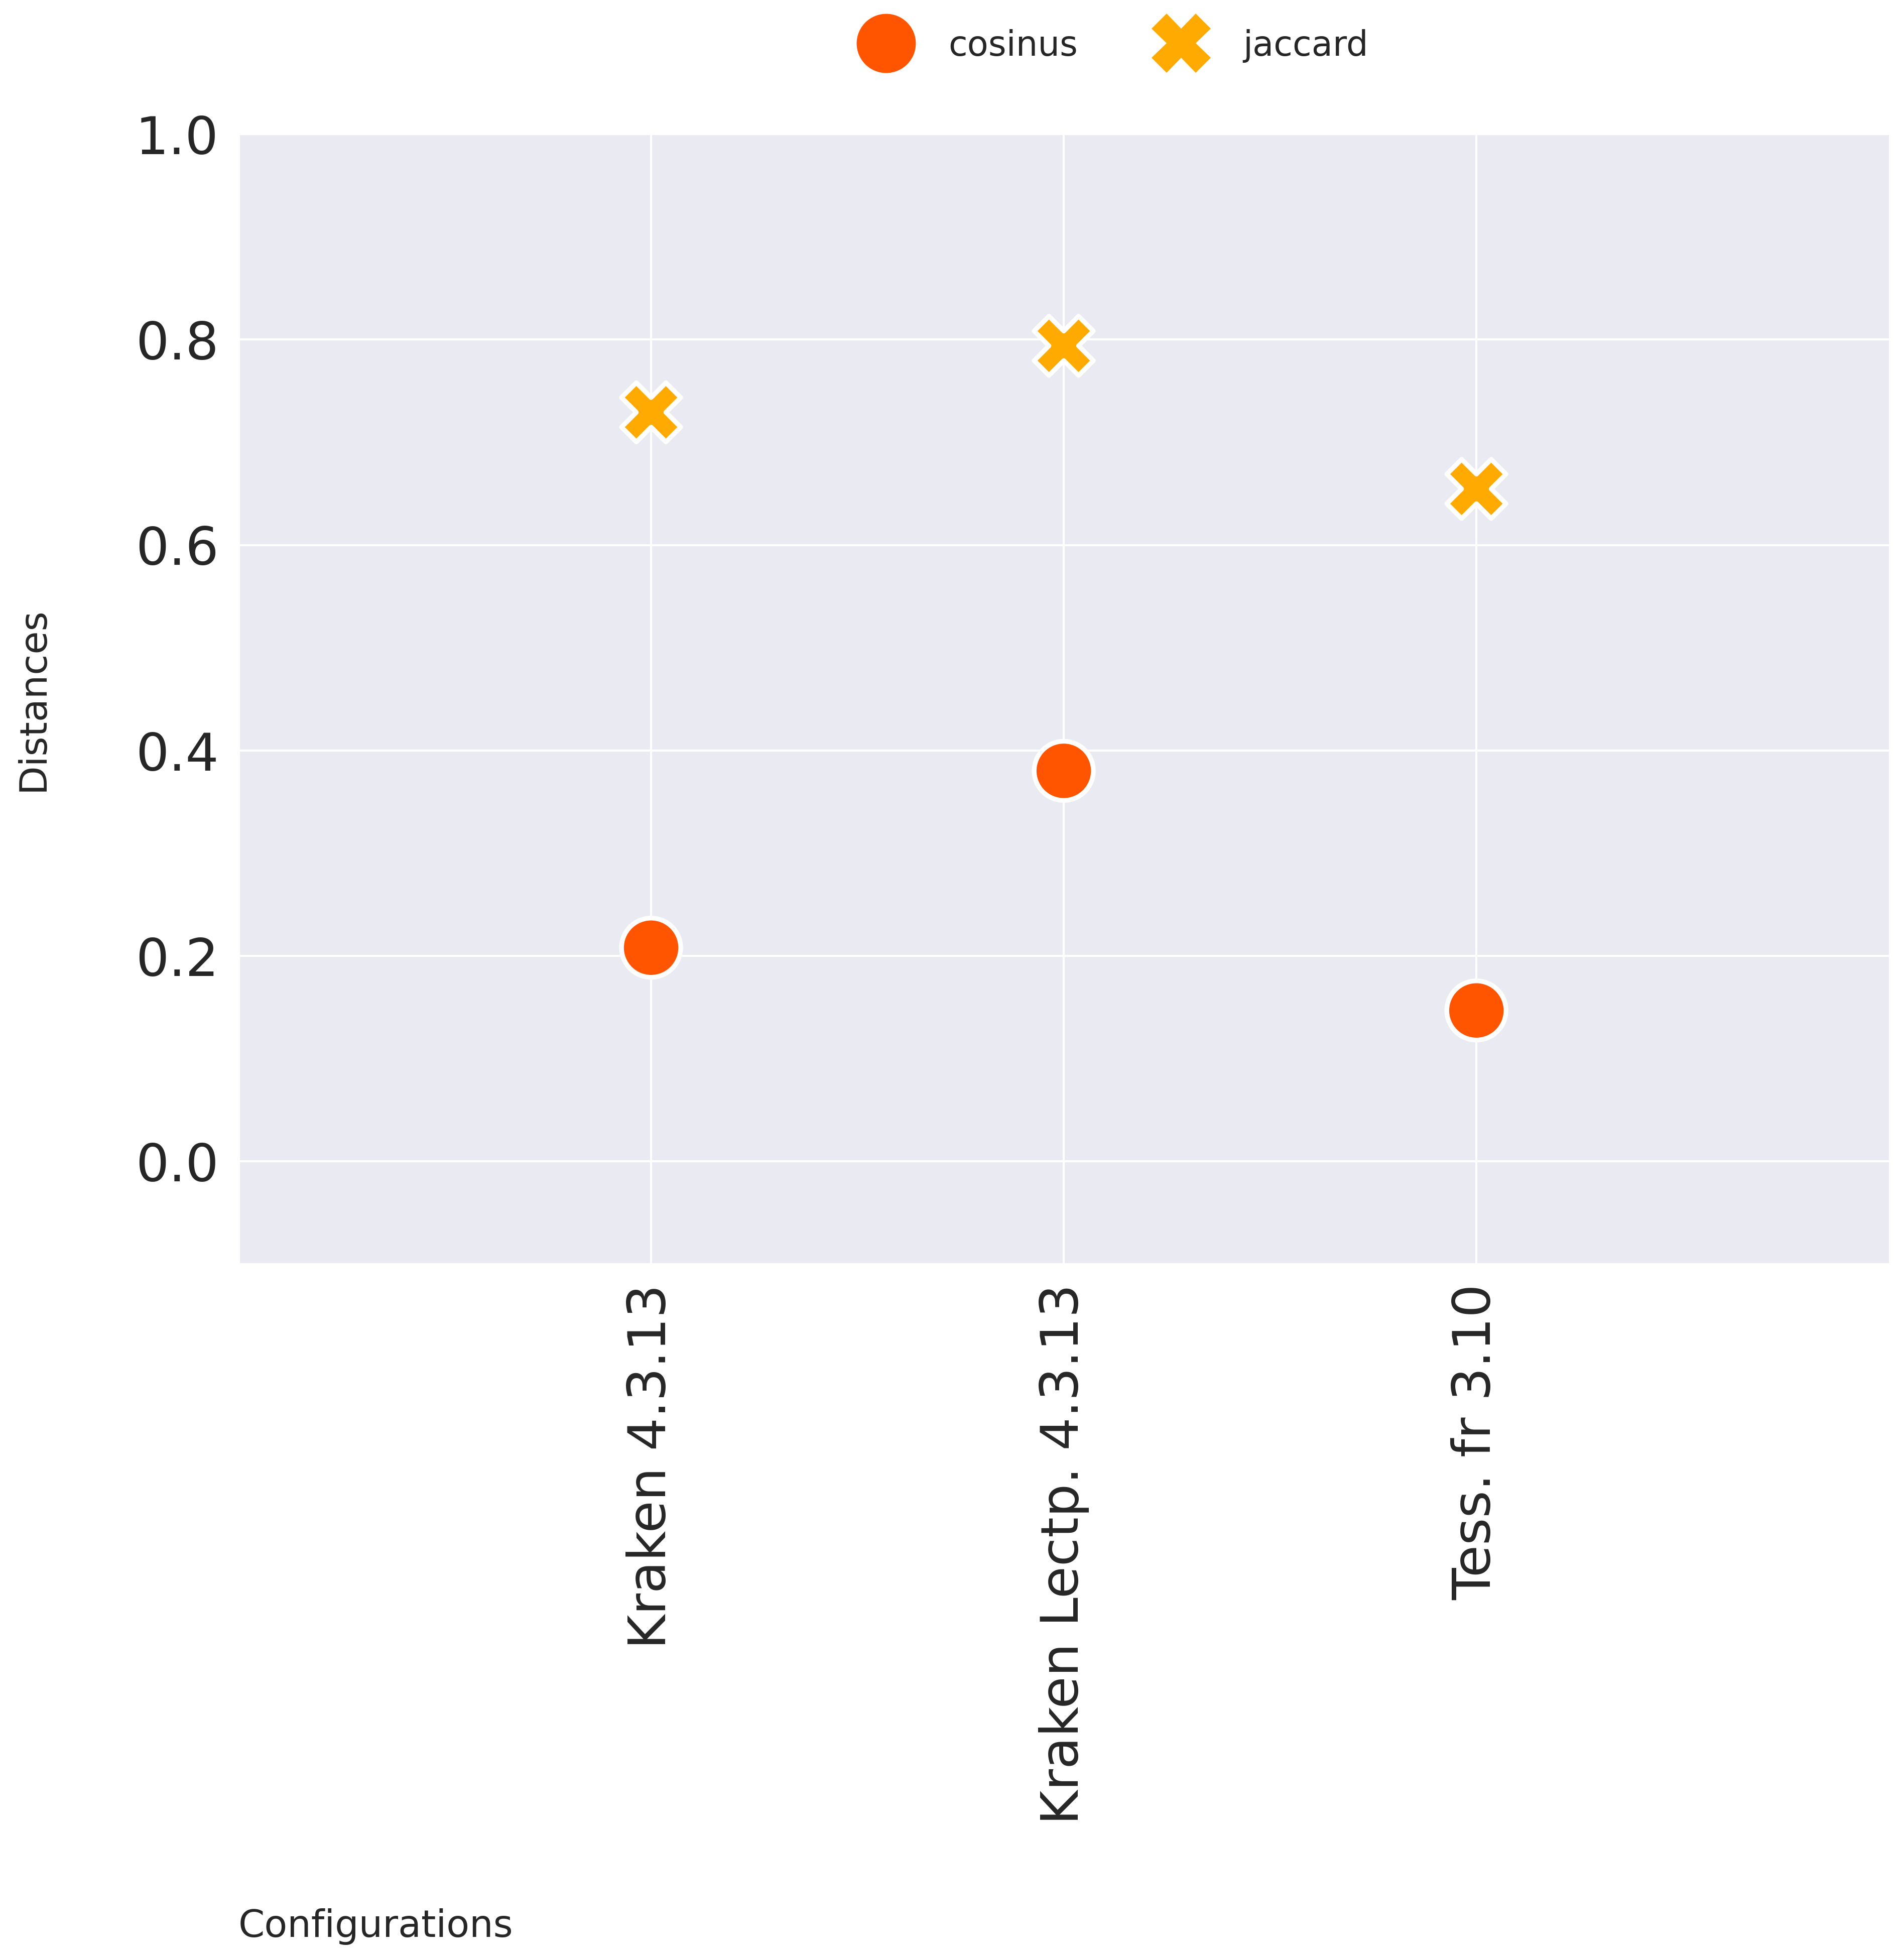 cosinus jaccard
1.0
0.8
0.6
0.4
0.2
0.0
Distances
Kraken 4.3.13
Kraken Lectp. 4.3.13
Tess. fr 3.10
Configurations